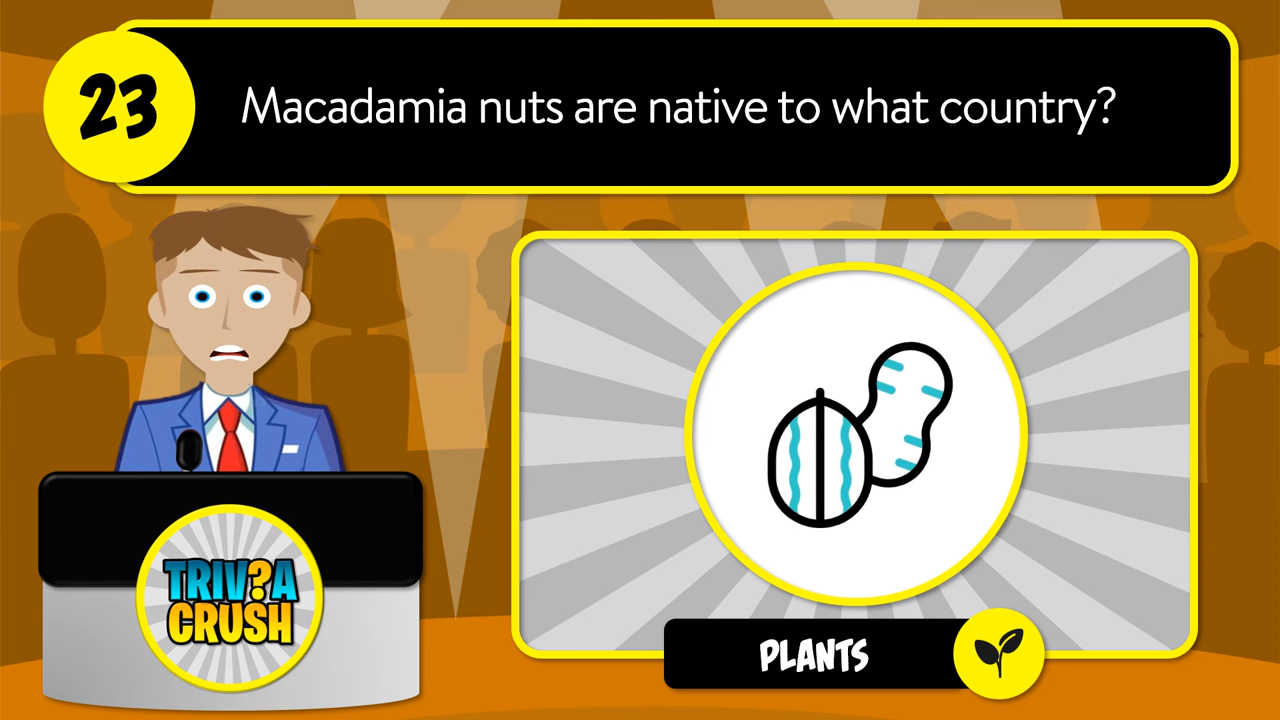 23
Macadamia nuts are native to what country?
TRIV?A
CRUSH
PLANTS